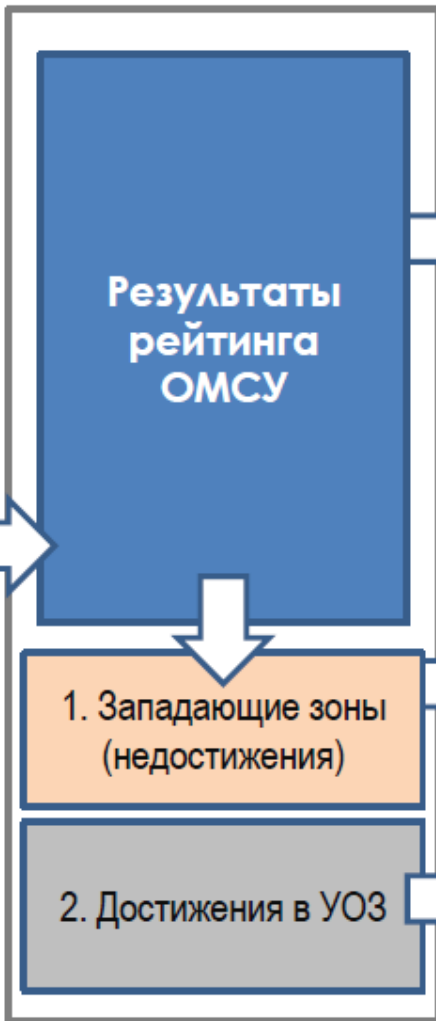 Результаты
рейтинга
ОМСУ
1. Западающие зоны
(недостижения)
2. Достижения в УОЗ